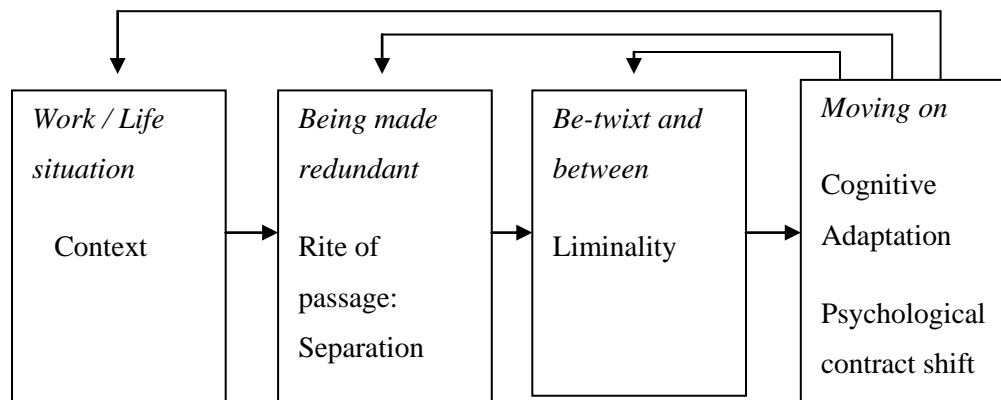 Work / Life
situation
Context
Being made
redundant
Rite of
passage:
Separation
Be-twixt and
between
Liminality
Moving on
Cognitive
Adaptation
Psychological
contract shift